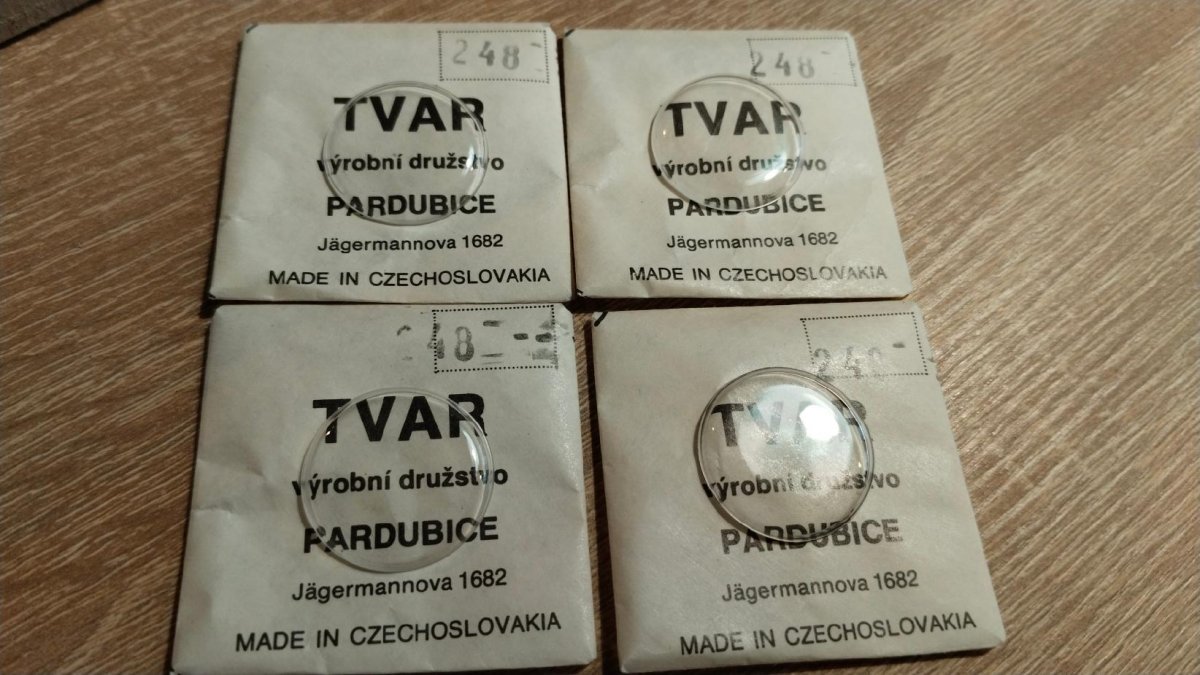 248-
TVAR
výrobní družstvo
PARDUBICE
Jägermannova 1682
MADE IN CZECHOSLOVAKIA
248-
TVAR
výrobní družstvo
PARDUBICE
Jägermannova 1682
MADE IN CZECHOSLOVAKIA
248
TVAR
výrobní družstvo
PARDUBICE
Jägermannova 1682
MADE IN CZECHOSLOVAKIA
248-
TVAR
výrobní družstvo
PARDUBICE
Jägermannova 1682
MADE IN CZECHOSLOVAKIA